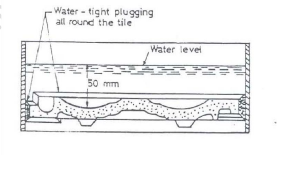 Water - tight plugging
all round the tile
Water level
50 mm